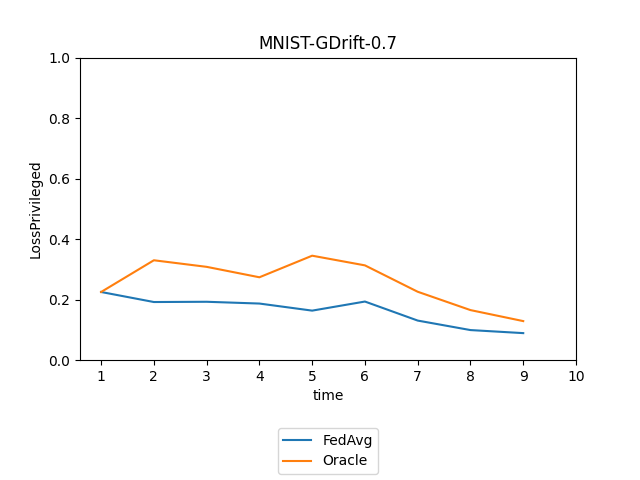 MNIST-GDrift-0.7
1.0
0.8
0.6
0.4
0.2
0.0
LossPrivileged
1 2 3 4 5 6 7 8 9 10
time
FedAvg
Oracle